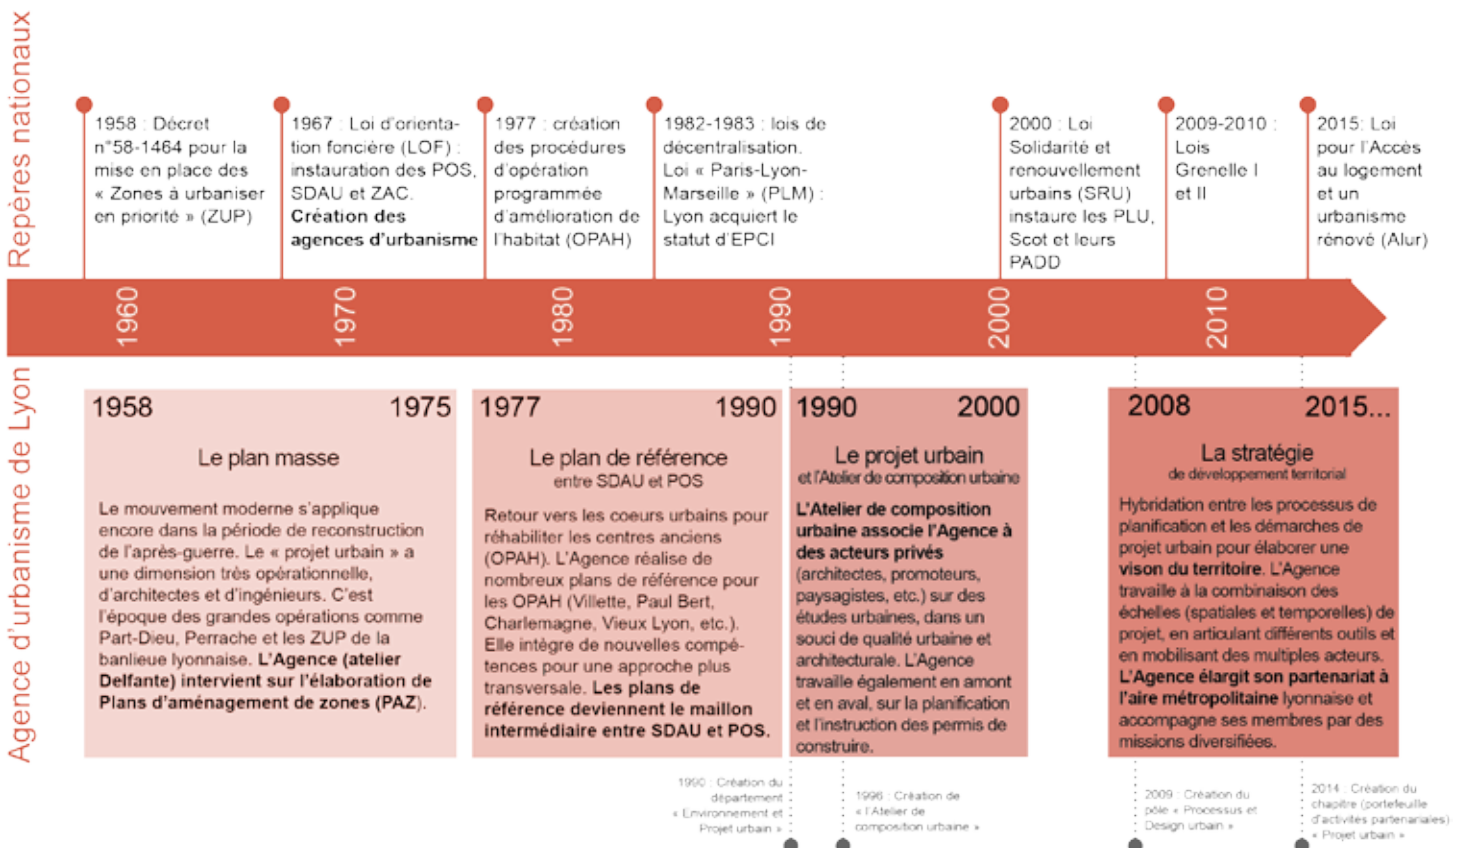 Repères nationaux
1958 : Décret
n°58-1464 pour la
mise en place des
« Zones à urbaniser
en priorité » (ZUP)
1967 : Loi d'orienta-
tion foncière (LOF) :
instauration des POS,
SDAU et ZAC.
Création des
agences d'urbanisme
1977 : création
des procédures
d'opération
programmée
d'amélioration de
l'habitat (OPAH)
1982-1983 : lois de
décentralisation.
Loi « Paris-Lyon-
Marseille » (PLM) :
Lyon acquiert le
statut d'EPCI
2000 : Loi
Solidarité et
renouvellement
urbains (SRU)
instaure les PLU,
Scot et leurs
PADD
2009-2010 :
Lois
Grenelle I
et II
2015: Loi
pour l'Accès
au logement
et un
urbanisme
rénové (Alur)
1960
1970
1980
1990
2000
2010
Agence d'urbanisme de Lyon
1958 1975
Le plan masse
Le mouvement moderne s'applique
encore dans la période de reconstruction
de l'après-guerre. Le « projet urbain » a
une dimension très opérationnelle,
d'architectes et d'ingénieurs. C'est
l'époque des grandes opérations comme
Part-Dieu, Perrache et les ZUP de la
banlieue lyonnaise. L'Agence (atelier
Delfante) intervient sur l'élaboration de
Plans d'aménagement de zones (PAZ).
1977 1990
Le plan de référence
entre SDAU et POS
Retour vers les coeurs urbains pour
réhabiliter les centres anciens
(OPAH). L'Agence réalise de
nombreux plans de référence pour
les OPAH (Villette, Paul Bert,
Charlemagne, Vieux Lyon, etc.).
Elle intègre de nouvelles compé-
tences pour une approche plus
transversale. Les plans de
référence deviennent le maillon
intermédiaire entre SDAU et POS.
1990 2000
Le projet urbain
et l'Atelier de composition urbaine
L'Atelier de composition
urbaine associe l'Agence à
des acteurs privés
(architectes, promoteurs,
paysagistes, etc.) sur des
études urbaines, dans un
souci de qualité urbaine et
architecturale. L'Agence
travaille également en amont
et en aval, sur la planification
et l'instruction des permis de
construire.
2008 2015...
La stratégie
de développement territorial
Hybridation entre les processus de
planification et les démarches de
projet urbain pour élaborer une
vison du territoire. L'Agence
travaille à la combinaison des
échelles (spatiales et temporelles) de
projet, en articulant différents outils et
en mobilisant des multiples acteurs.
L'Agence élargit son partenariat à
l'aire métropolitaine lyonnaise et
accompagne ses membres par des
missions diversifiées.
1990 : Création du
département
« Environnement et
Projet urbain »
1996 : Création de
« l'Atelier de
composition urbaine »
2009 : Création du
pôle « Processus et
Design urbain »
2014 : Création du
chapitre (portefeuille
d'activités partenariales)
« Projet urbain »